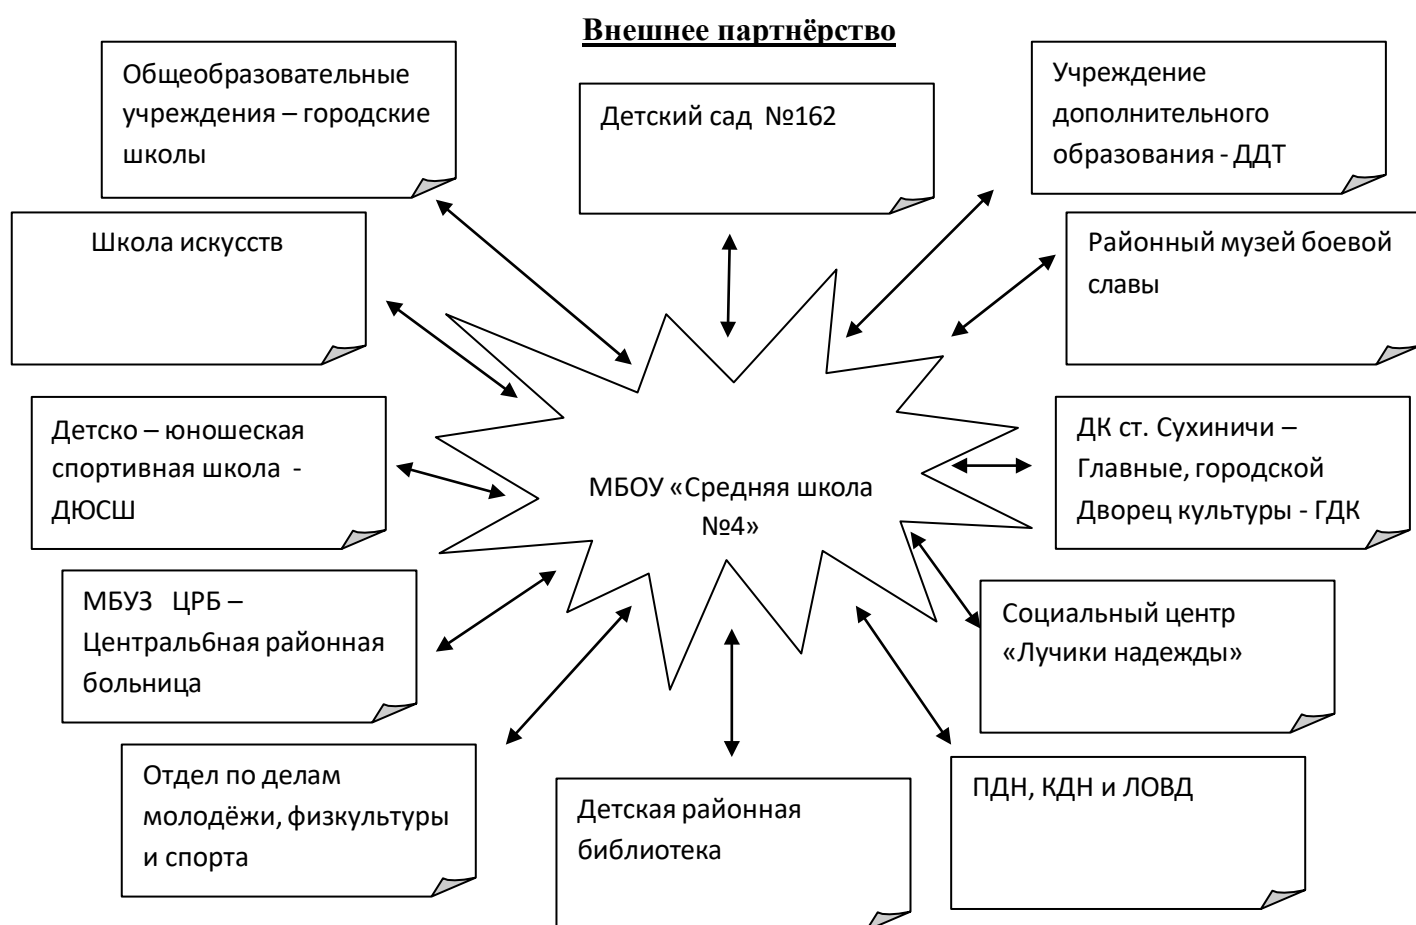 Внешнее партнёрство
Общеобразовательные
учреждения – городские
школы
Детский сад №162
Учреждение
дополнительного
образования - ДДТ
Школа искусств
Районный музей боевой
славы
Детско – юношеская
спортивная школа -
ДЮСШ
МБОУ «Средняя школа
№4»
ДК ст. Сухиничи –
Главные, городской
Дворец культуры - ГДК
МБУЗ ЦРБ –
Централь6ная районная
больница
Социальный центр
«Лучики надежды»
Отдел по делам
молодёжи, физкультуры
и спорта
Детская районная
библиотека
ПДН, КДН и ЛОВД